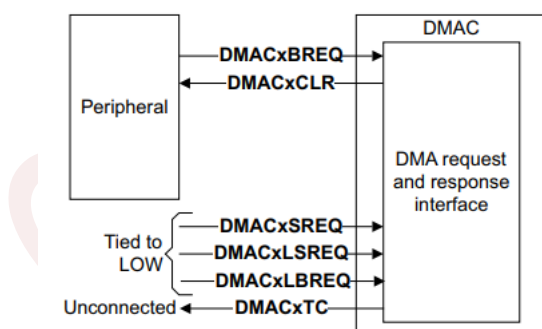 DMAC
DMACxBREQ
DMACxCLR
Peripheral
DMA request
and response
interface
DMACxSREQ
Tied to
LOW
DMACxLSREQ
DMACxLBREQ
Unconnected
DMACxTC